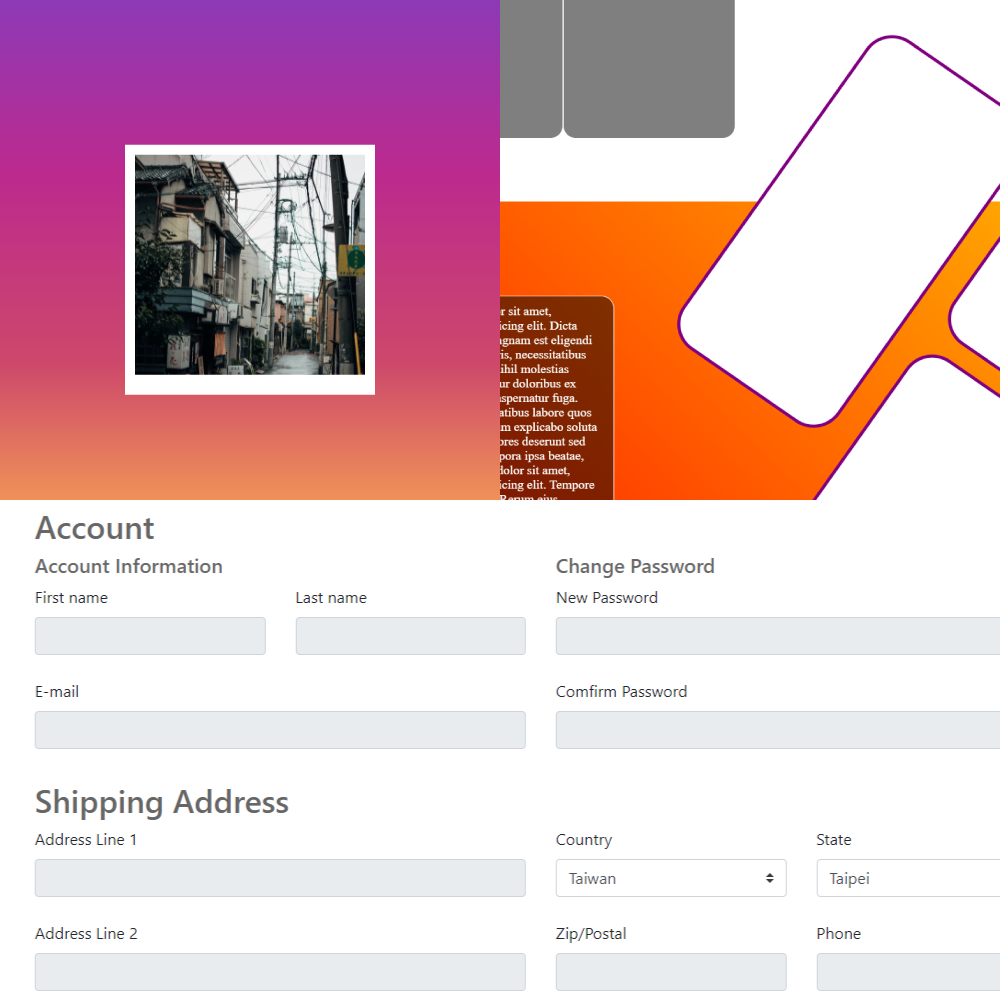 r sit amet,
icing elit. Dicta
agnam est eligendi
is, necessitatibus
ihil molestias
ur doloribus ex
spernatur fuga.
atibus labore quos
m explicabo soluta
ores deserunt sed
pora ipsa beatae,
dolor sit amet,
icing elit. Tempore
Rerum eius
Account
Account Information
Change Password
First name
Last name
New Password
E-mail
Comfirm Password
Shipping Address
Address Line 1
Country
State
Taiwan
Taipei
Address Line 2
Zip/Postal
Phone